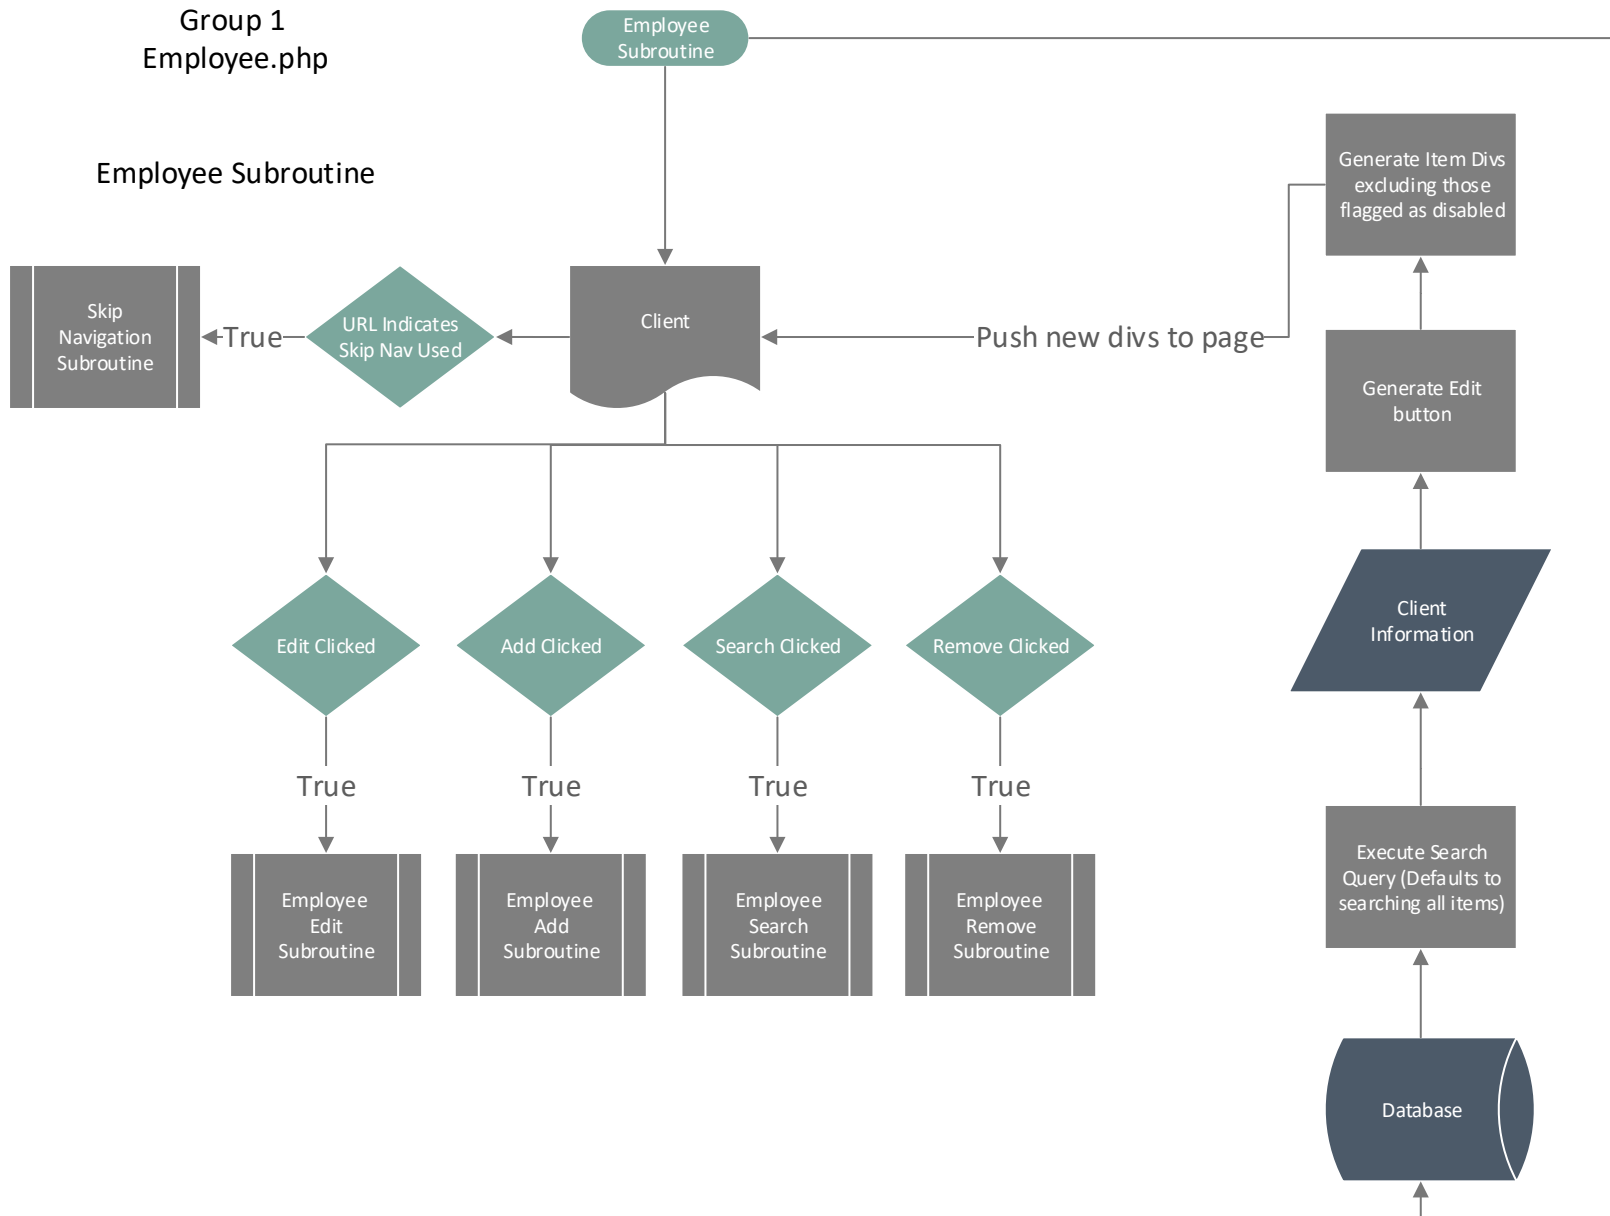 Group 1
Employee.php
Employee Subroutine
Employee
Subroutine
Generate Item Divs
excluding those
flagged as disabled
Skip
Navigation
Subroutine
True
URL Indicates
Skip Nav Used
Client
Push new divs to page
Generate Edit
button
Client
Information
Edit Clicked
Add Clicked
Search Clicked
Remove Clicked
True
True
True
True
Execute Search
Query (Defaults to
searching all items)
Employee
Edit
Subroutine
Employee
Add
Subroutine
Employee
Search
Subroutine
Employee
Remove
Subroutine
Database